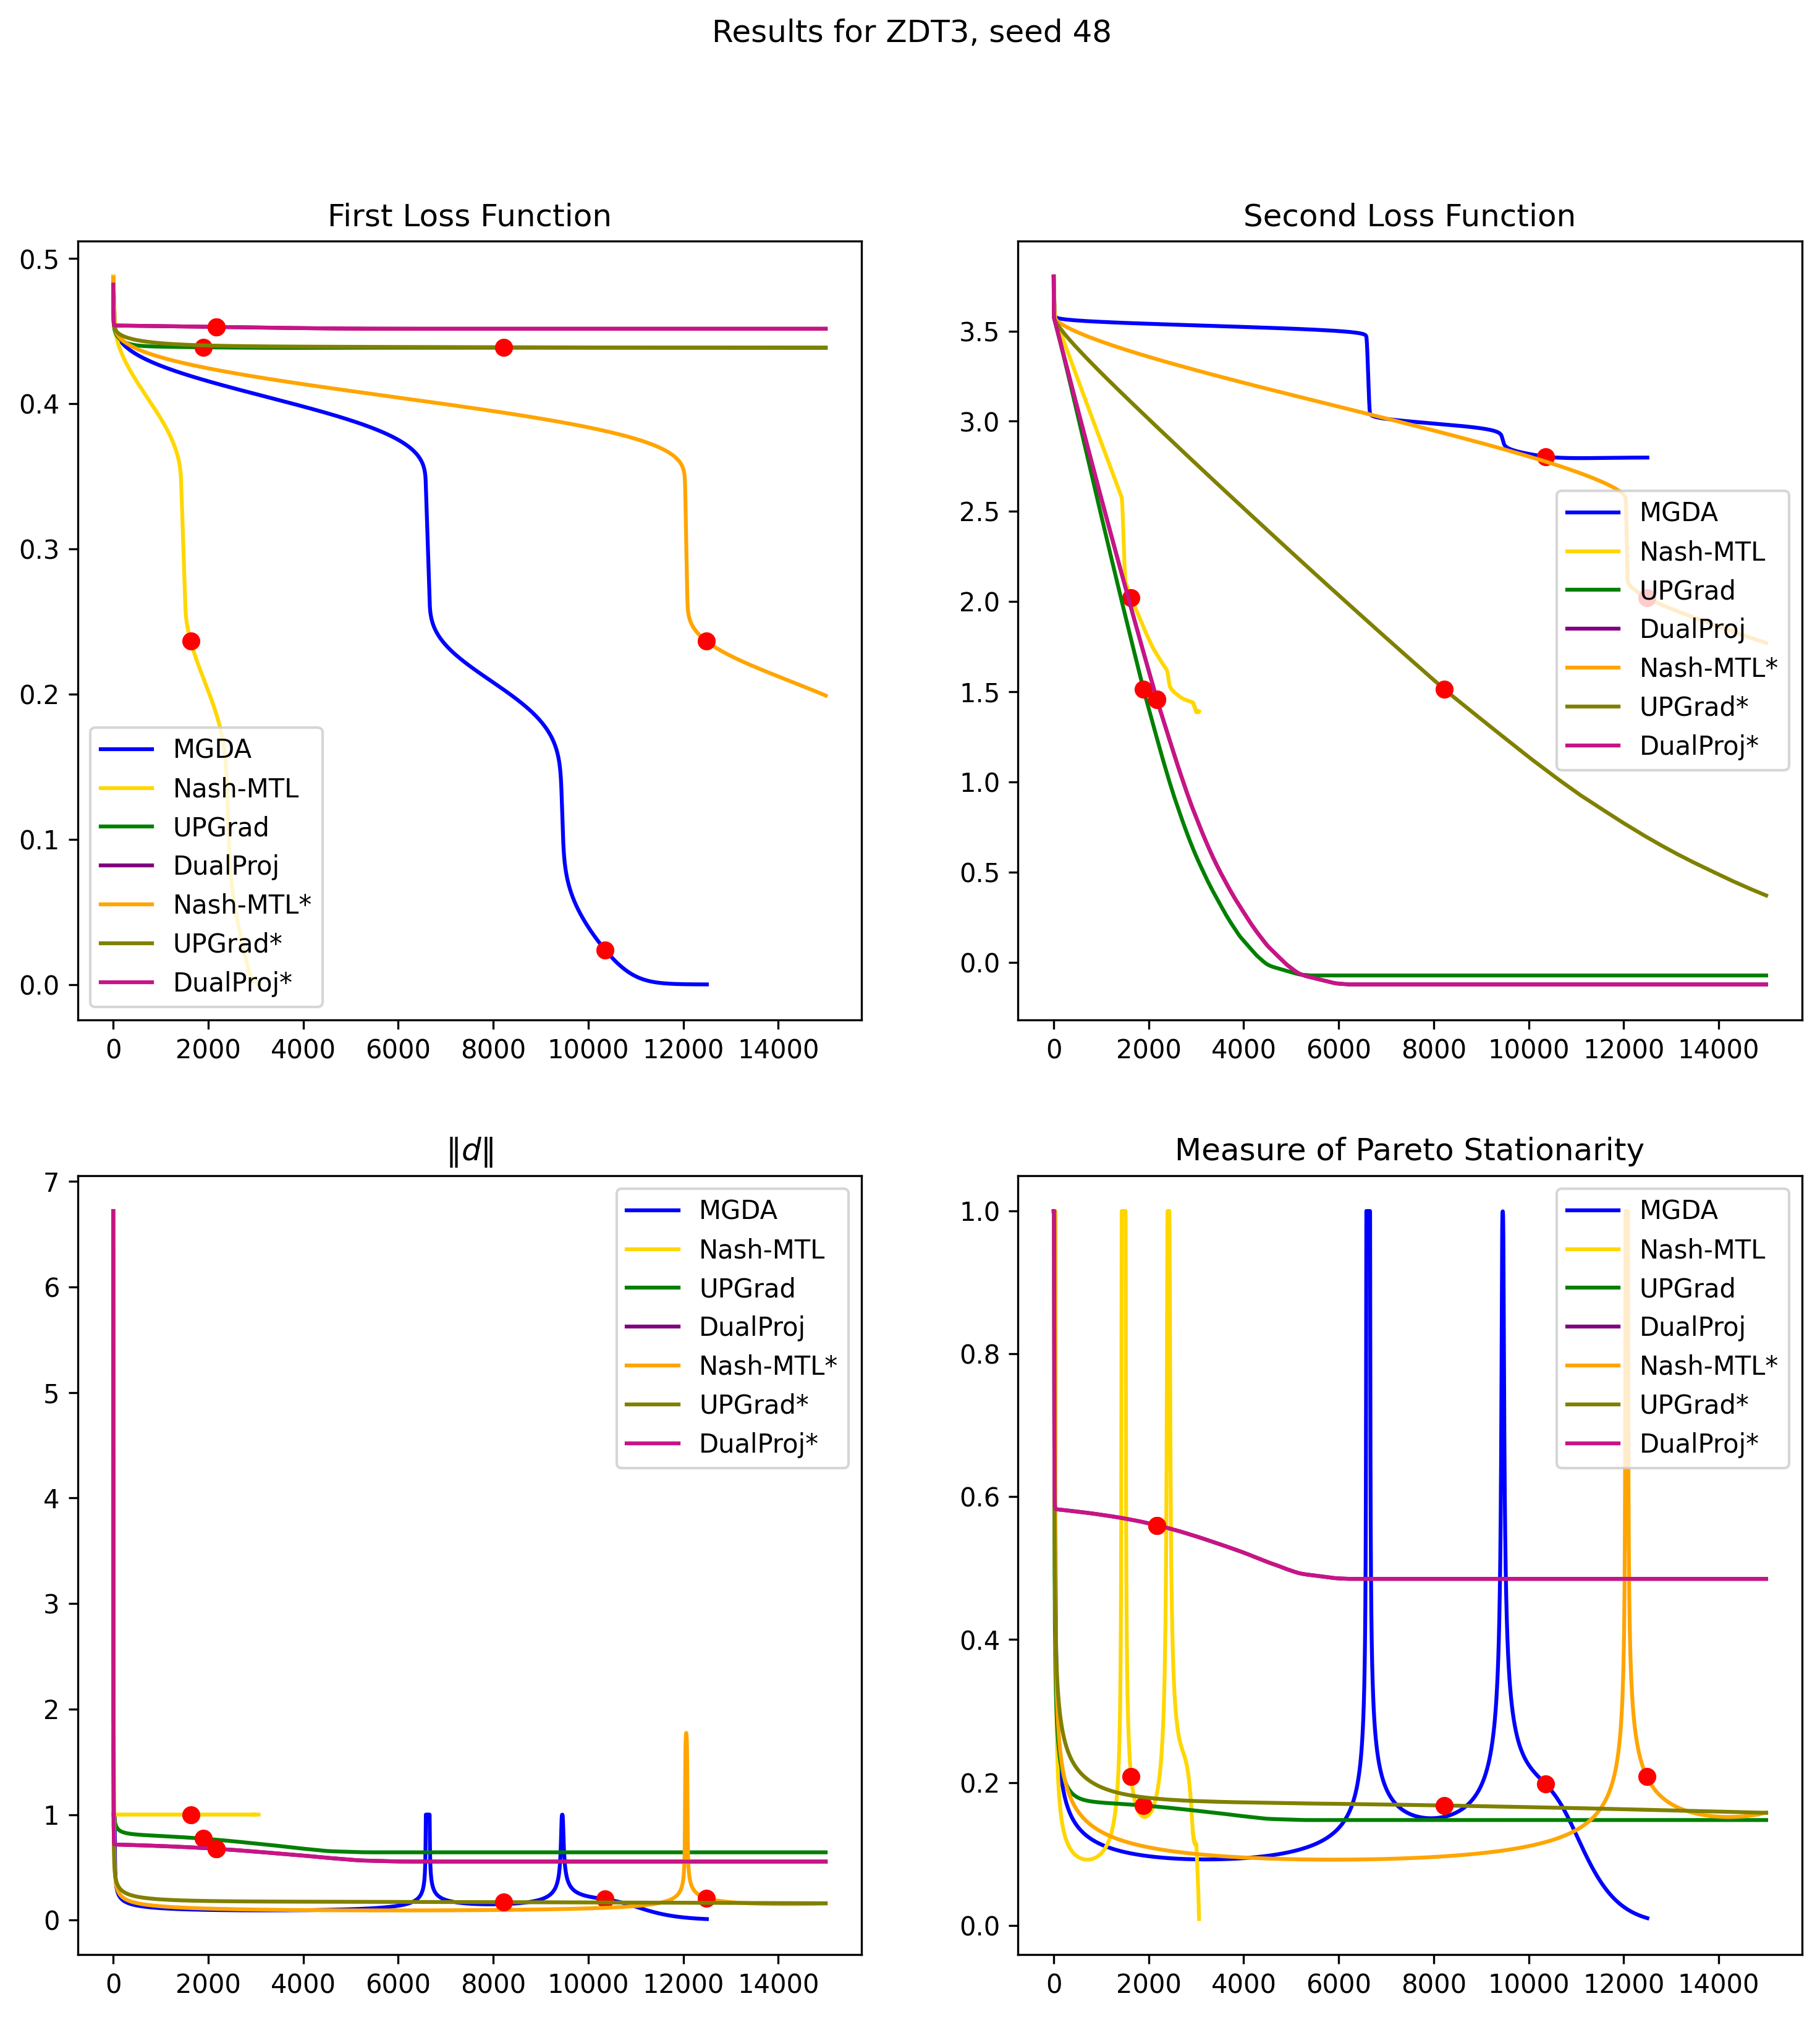 Results for ZDT3, seed 48
First Loss Function
0.5
0.4
0.3
0.2
0.1
0.0
0 2000 4000 6000 8000 10000 12000 14000
MGDA
Nash-MTL
UPGrad
DualProj
Nash-MTL*
UPGrad*
DualProj*
Second Loss Function
3.5
3.0
2.5
2.0
1.5
1.0
0.5
0.0
0 2000 4000 6000 8000 10000 12000 14000
MGDA
Nash-MTL
UPGrad
DualProj
Nash-MTL*
UPGrad*
DualProj*
‖d‖
7
6
5
4
3
2
1
0
0 2000 4000 6000 8000 10000 12000 14000
MGDA
Nash-MTL
UPGrad
DualProj
Nash-MTL*
UPGrad*
DualProj*
Measure of Pareto Stationarity
1.0
0.8
0.6
0.4
0.2
0.0
0 2000 4000 6000 8000 10000 12000 14000
MGDA
Nash-MTL
UPGrad
DualProj
Nash-MTL*
UPGrad*
DualProj*